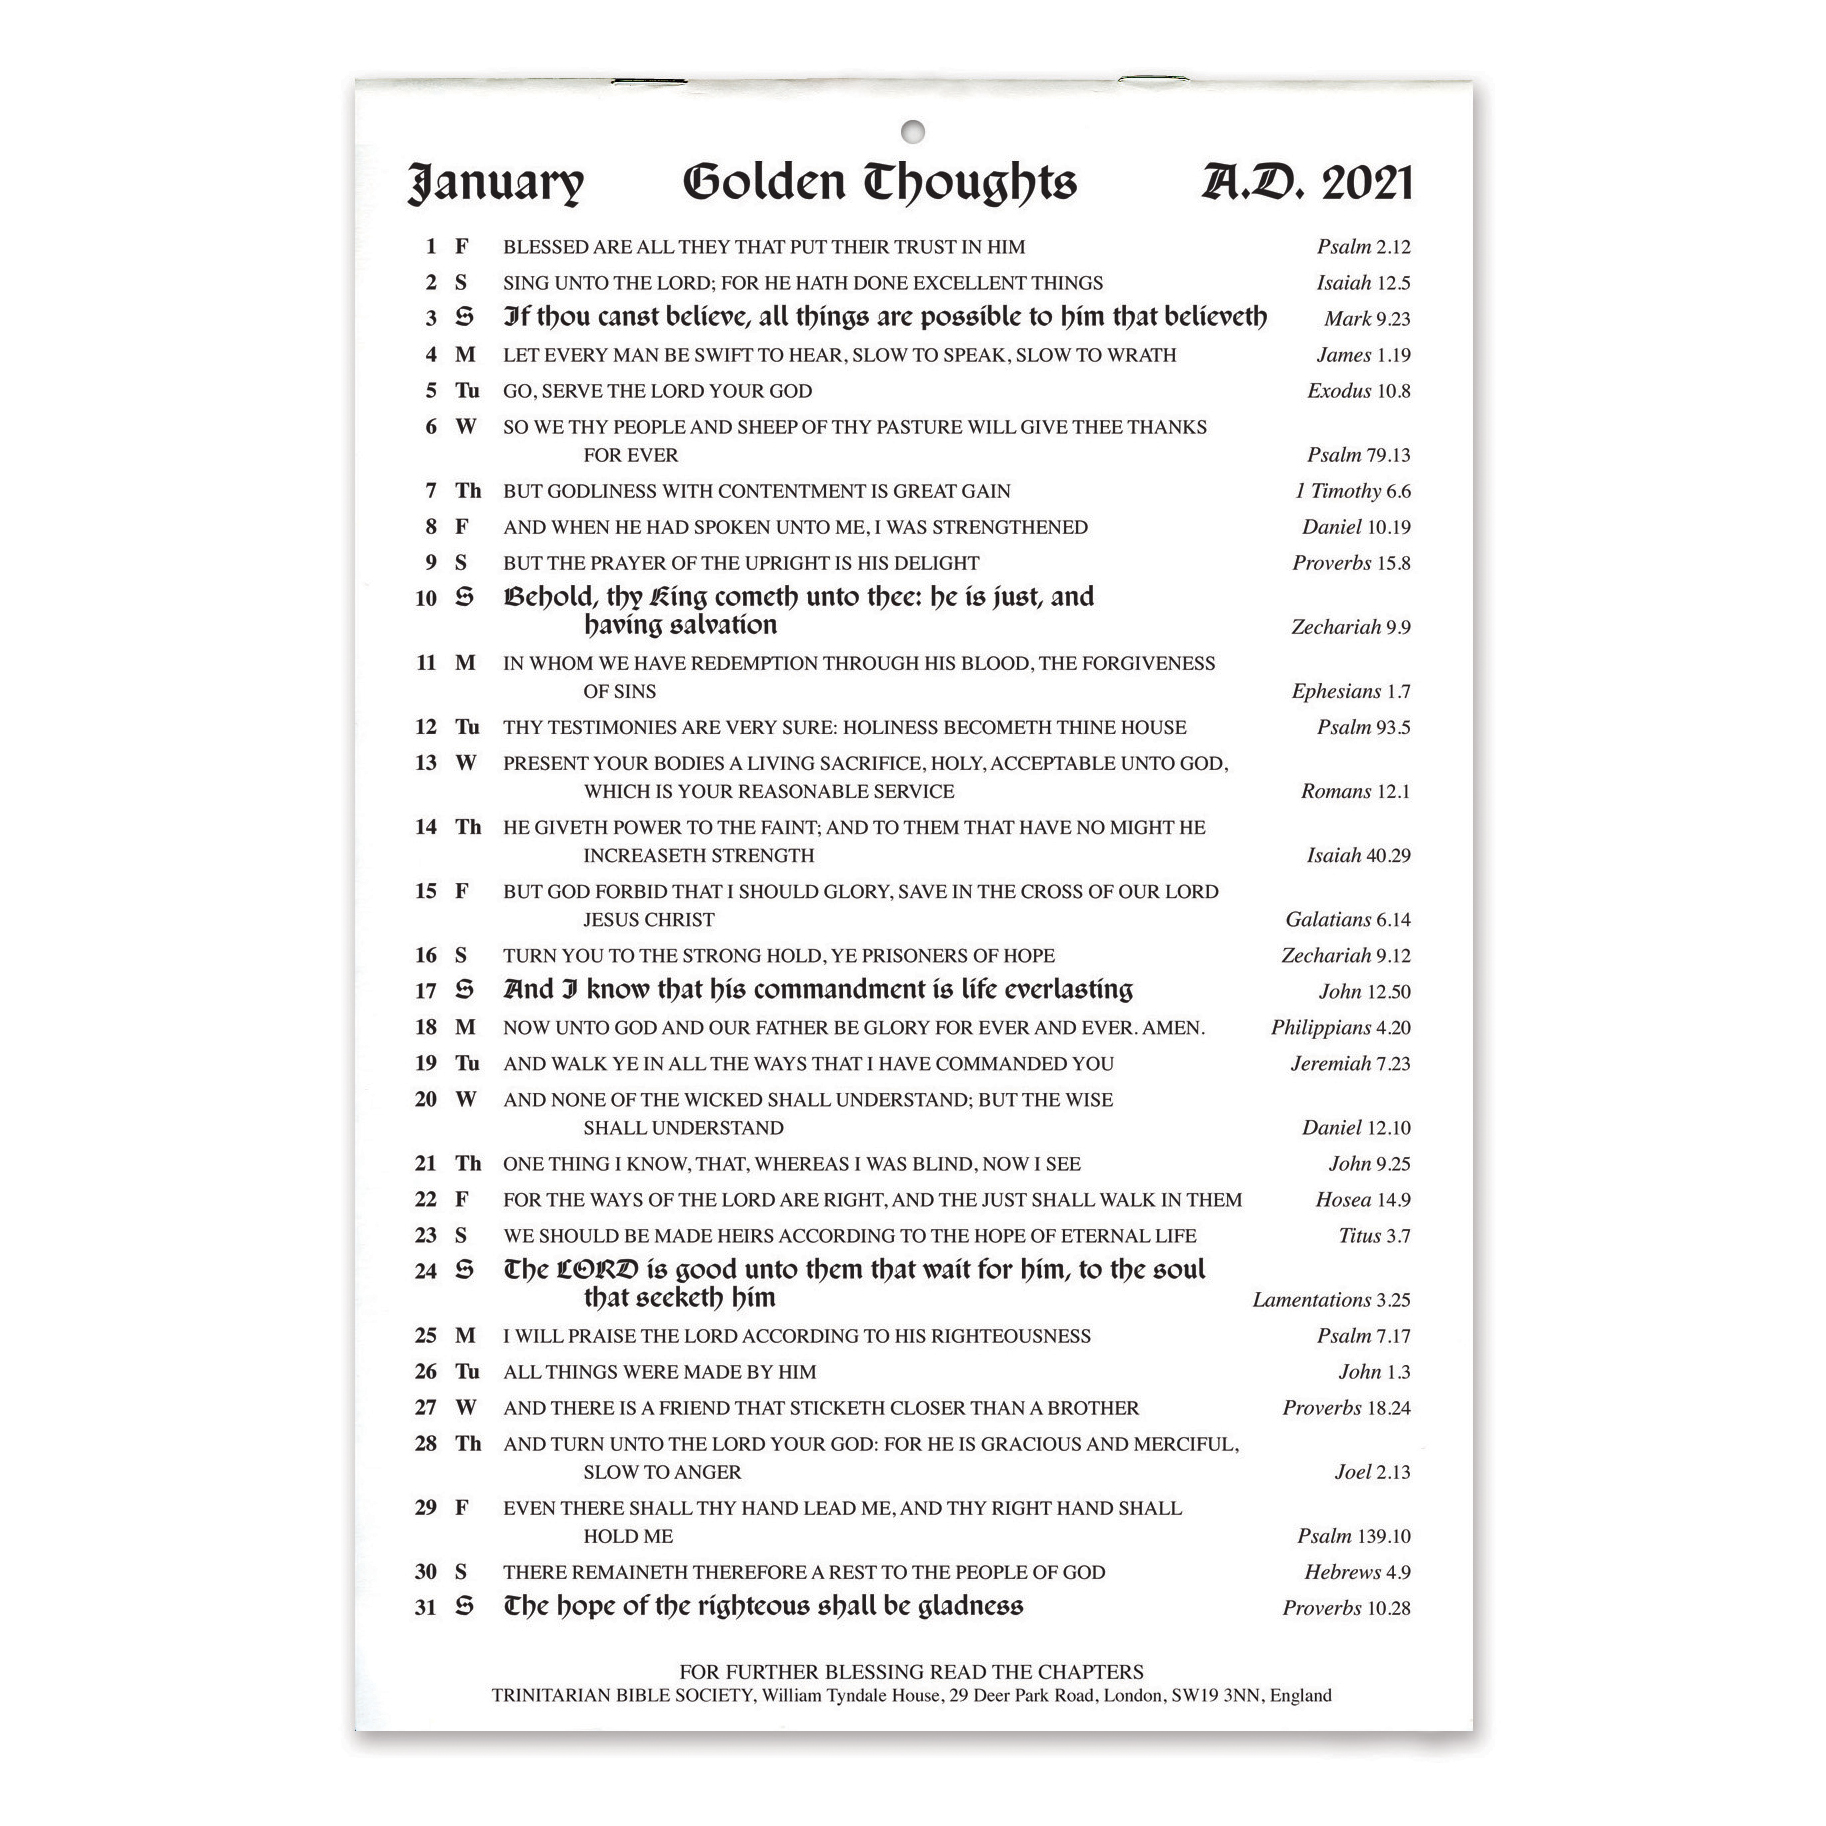 January Golden Thoughts A.D. 2021
1 F BLESSED ARE ALL THEY THAT PUT THEIR TRUST IN HIM Psalm 2.12
2 S SING UNTO THE LORD; FOR HE HATH DONE EXCELLENT THINGS Isaiah 12.5
3 S If thou canst believe, all things are possible to him that believeth Mark 9.23
4 M LET EVERY MAN BE SWIFT TO HEAR, SLOW TO SPEAK, SLOW TO WRATH James 1.19
5 Tu GO, SERVE THE LORD YOUR GOD Exodus 10.8
6 W SO WE THY PEOPLE AND SHEEP OF THY PASTURE WILL GIVE THEE THANKS
FOR EVER Psalm 79.13
7 Th BUT GODLINESS WITH CONTENTMENT IS GREAT GAIN 1 Timothy 6.6
8 F AND WHEN HE HAD SPOKEN UNTO ME, I WAS STRENGTHENED Daniel 10.19
9 S BUT THE PRAYER OF THE UPRIGHT IS HIS DELIGHT Proverbs 15.8
10 S Behold, thy King cometh unto thee: he is just, and
having salvation Zechariah 9.9
11 M IN WHOM WE HAVE REDEMPTION THROUGH HIS BLOOD, THE FORGIVENESS
OF SINS Ephesians 1.7
12 Tu THY TESTIMONIES ARE VERY SURE: HOLINESS BECOMETH THINE HOUSE Psalm 93.5
13 W PRESENT YOUR BODIES A LIVING SACRIFICE, HOLY, ACCEPTABLE UNTO GOD,
WHICH IS YOUR REASONABLE SERVICE Romans 12.1
14 Th HE GIVETH POWER TO THE FAINT; AND TO THEM THAT HAVE NO MIGHT HE
INCREASETH STRENGTH Isaiah 40.29
15 F BUT GOD FORBID THAT I SHOULD GLORY, SAVE IN THE CROSS OF OUR LORD
JESUS CHRIST Galatians 6.14
16 S TURN YOU TO THE STRONG HOLD, YE PRISONERS OF HOPE Zechariah 9.12
17 S And I know that his commandment is life everlasting John 12.50
18 M NOW UNTO GOD AND OUR FATHER BE GLORY FOR EVER AND EVER. AMEN. Philippians 4.20
19 Tu AND WALK YE IN ALL THE WAYS THAT I HAVE COMMANDED YOU Jeremiah 7.23
20 W AND NONE OF THE WICKED SHALL UNDERSTAND; BUT THE WISE
SHALL UNDERSTAND Daniel 12.10
21 Th ONE THING I KNOW, THAT, WHEREAS I WAS BLIND, NOW I SEE John 9.25
22 F FOR THE WAYS OF THE LORD ARE RIGHT, AND THE JUST SHALL WALK IN THEM Hosea 14.9
23 S WE SHOULD BE MADE HEIRS ACCORDING TO THE HOPE OF ETERNAL LIFE Titus 3.7
24 S The LORD is good unto them that wait for him, to the soul
that seeketh him Lamentations 3.25
25 M I WILL PRAISE THE LORD ACCORDING TO HIS RIGHTEOUSNESS Psalm 7.17
26 Tu ALL THINGS WERE MADE BY HIM John 1.3
27 W AND THERE IS A FRIEND THAT STICKETH CLOSER THAN A BROTHER Proverbs 18.24
28 Th AND TURN UNTO THE LORD YOUR GOD: FOR HE IS GRACIOUS AND MERCIFUL,
SLOW TO ANGER Joel 2.13
29 F EVEN THERE SHALL THY HAND LEAD ME, AND THY RIGHT HAND SHALL
HOLD ME Psalm 139.10
30 S THERE REMAINETH THEREFORE A REST TO THE PEOPLE OF GOD Hebrews 4.9
31 S The hope of the righteous shall be gladness Proverbs 10.28
FOR FURTHER BLESSING READ THE CHAPTERS
TRINITARIAN BIBLE SOCIETY, William Tyndale House, 29 Deer Park Road, London, SW19 3NN, England